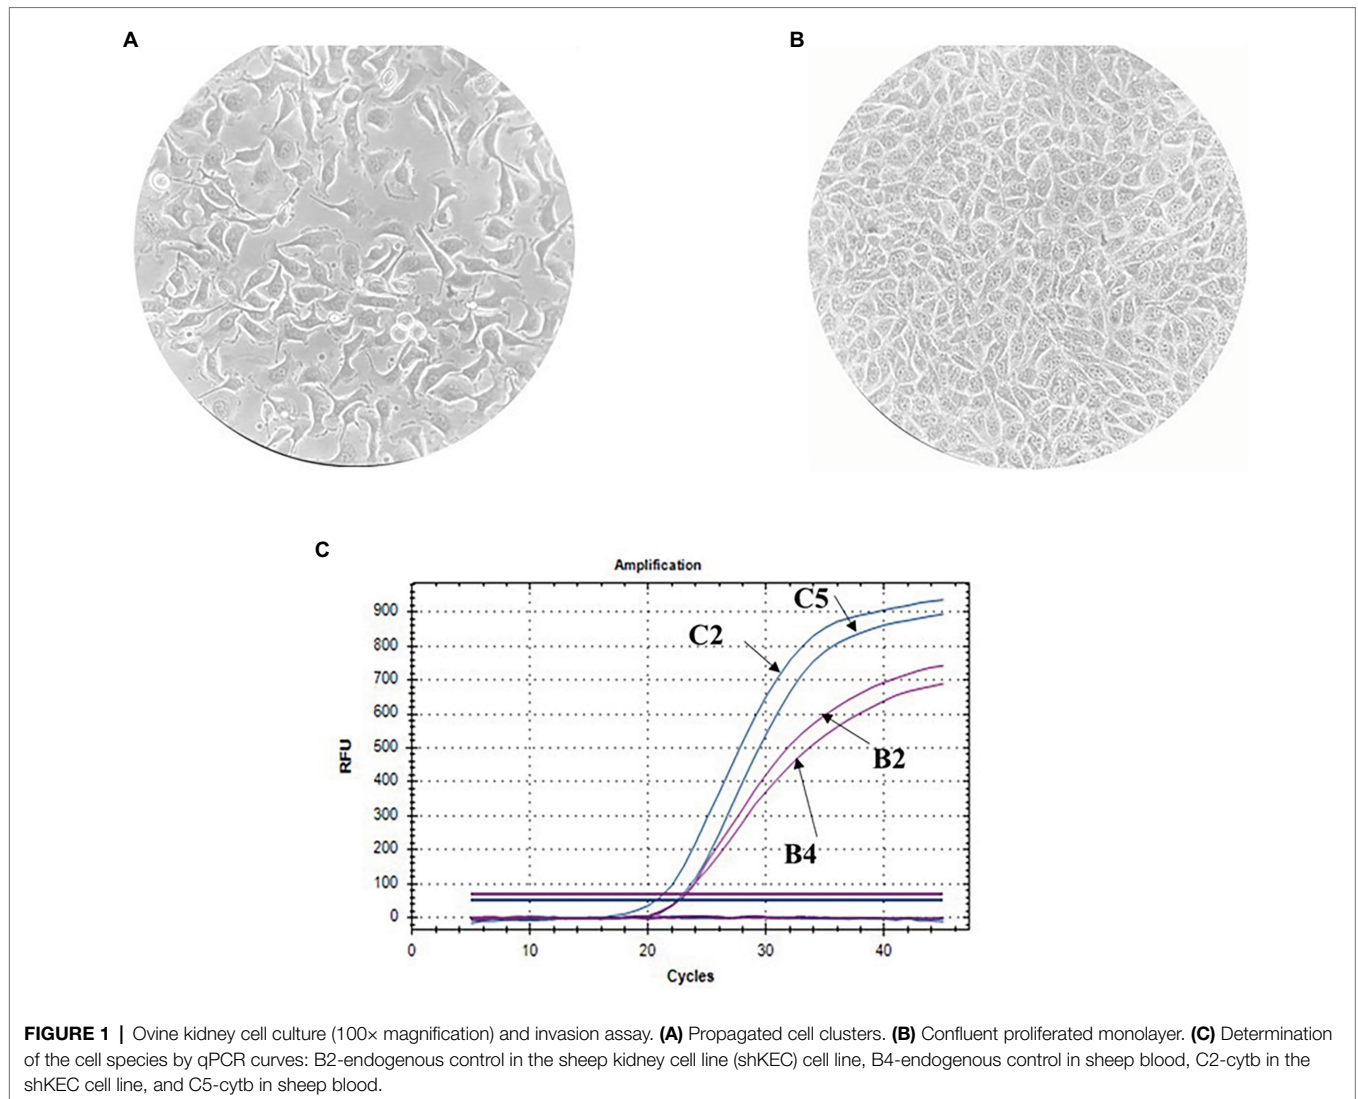 A
B
C
Amplification
C5
C2
B2
B4
RFU
900
800
700
600
500
400
300
200
100
0
0 10 20 30 40
Cycles
FIGURE 1 | Ovine kidney cell culture (100× magnification) and invasion assay. (A) Propagated cell clusters. (B) Confluent proliferated monolayer. (C) Determination
of the cell species by qPCR curves: B2-endogenous control in the sheep kidney cell line (shKEC) cell line, B4-endogenous control in sheep blood, C2-cytb in the
shKEC cell line, and C5-cytb in sheep blood.